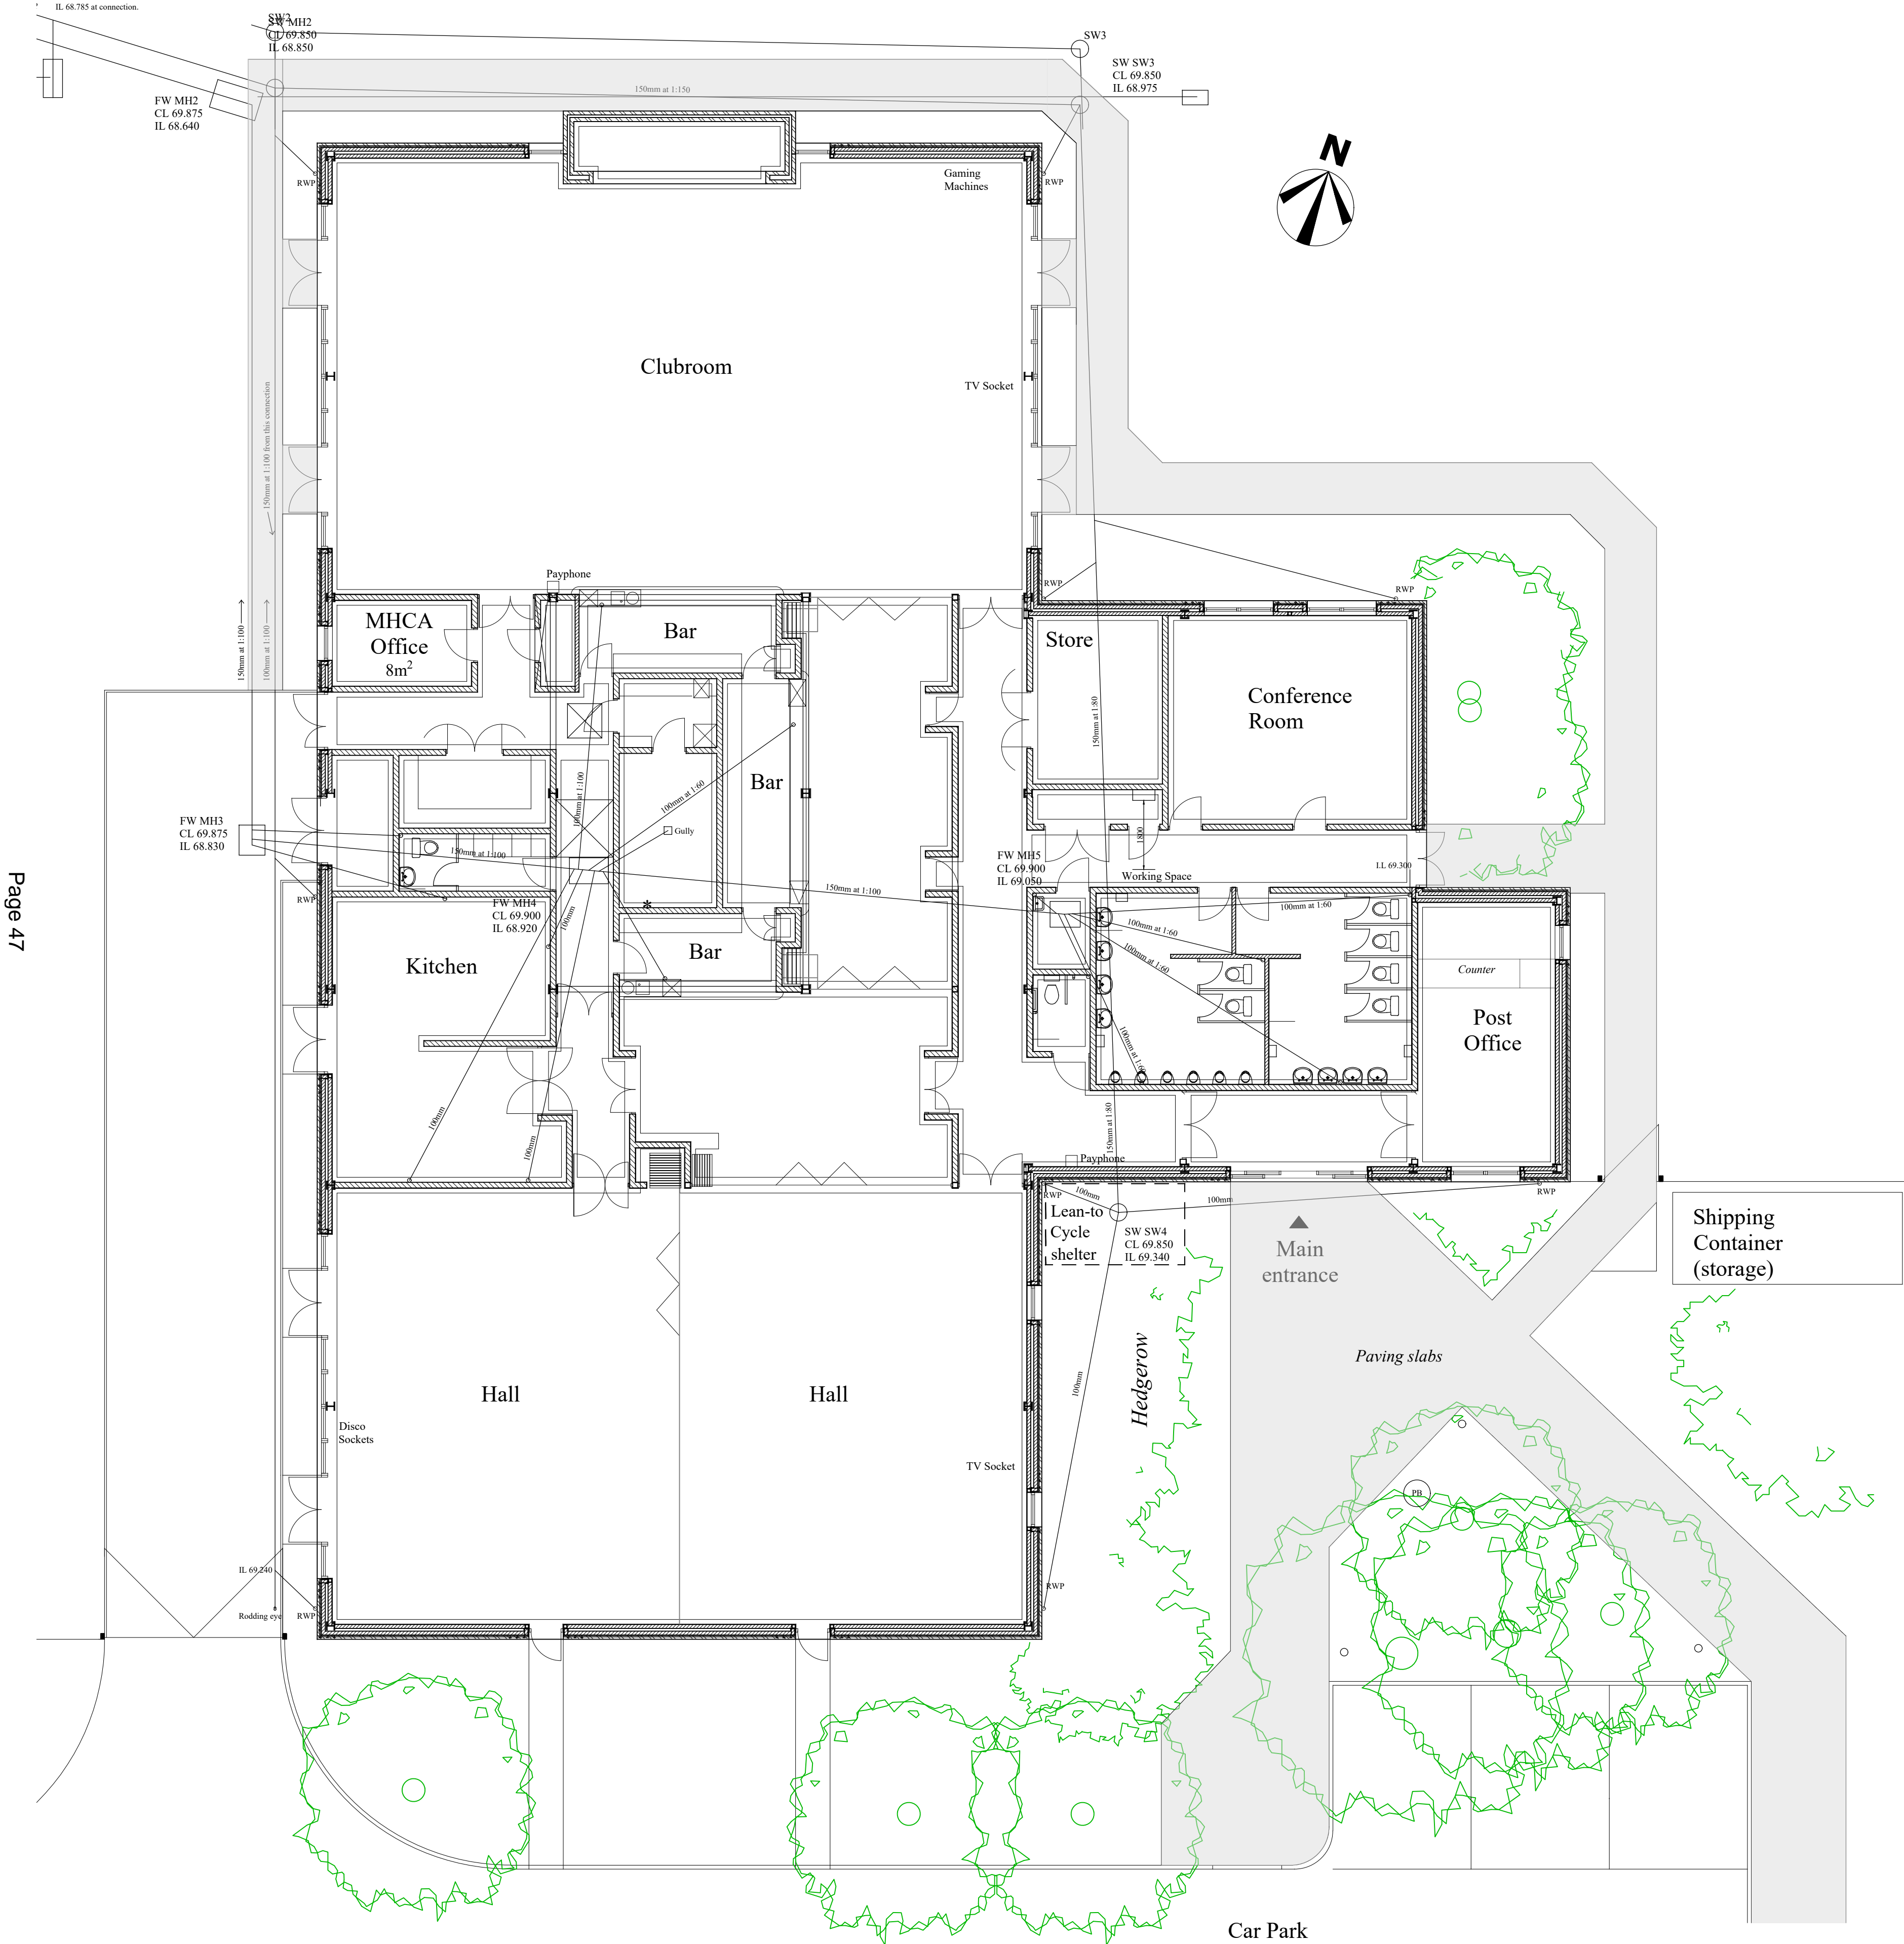 IL 68.785 at connection.
SW2
SW MH2
CL 69.850
IL 68.850
SW3
SW SW3
CL 69.850
IL 68.975
FW MH2
CL 69.875
IL 68.640
150mm at 1:150
N
RWP
Gaming
Machines
RWP
Clubroom
TV Socket
150mm at 1:100 from this connection
Payphone
RWP
RWP
150mm at 1:100
100mm at 1:100
MHCA
Office
8m²
Bar
Store
Conference
Room
150mm at 1:80
Bar
100mm at 1:100
100mm at 1:60
Gully
FW MH3
CL 69.875
IL 68.830
150mm at 1:100
1800
FW MH5
CL 69.900
IL 69.050
I.L 69.300
Working Space
150mm at 1:100
RWP
FW MH4
CL 69.900
IL 68.920
100mm
*
100mm at 1:60
100mm at 1:60
100mm at 1:60
Page 47
Kitchen
Bar
Counter
Post
Office
100mm at 1:60
100mm
100mm
150mm at 1:80
Payphone
RWP
100mm
100mm
RWP
Lean-to
Cycle
shelter
SW SW4
CL 69.850
IL 69.340
Main
entrance
Shipping
Container
(storage)
Hedgerow
Paving slabs
100mm
Hall
Hall
Disco
Sockets
TV Socket
PB
IL 69.240
Rodding eye
RWP
RWP
Car Park